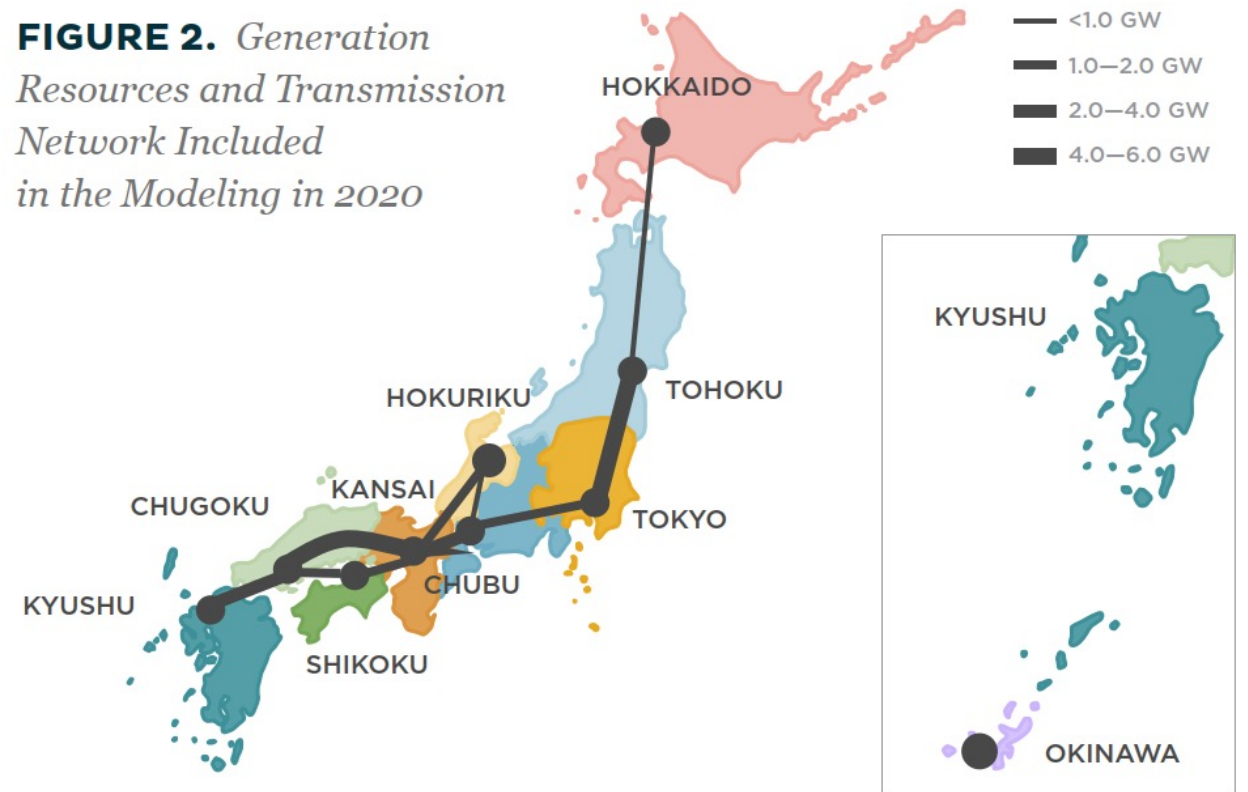 FIGURE 2. Generation
Resources and Transmission
Network Included
in the Modeling in 2020
<1.0 GW
1.0—2.0 GW
2.0—4.0 GW
4.0—6.0 GW
HOKKAIDO
KYUSHU
TOHOKU
HOKURIKU
KANSAI
CHUGOKU
TOKYO
CHUBU
KYUSHU
SHIKOKU
OKINAWA